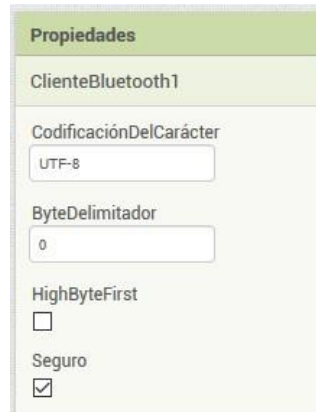 Propiedades
ClienteBluetooth1
CodificaciónDelCarácter
UTF-8
ByteDelimitador
0
HighByteFirst
Seguro